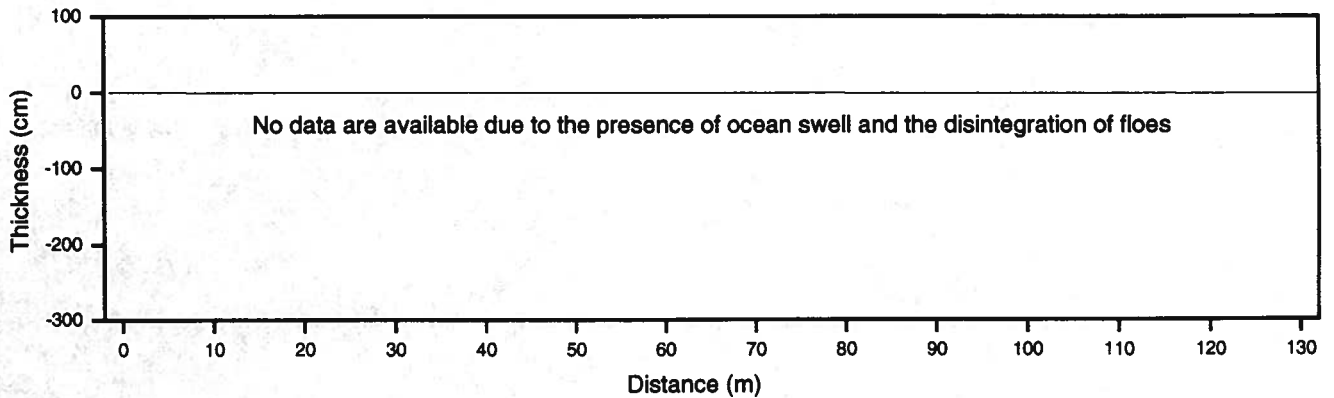 100
0
-100
-200
-300
Thickness (cm)
No data are available due to the presence of ocean swell and the disintegration of floes
0 10 20 30 40 50 60 70 80 90 100 110 120 130
Distance (m)